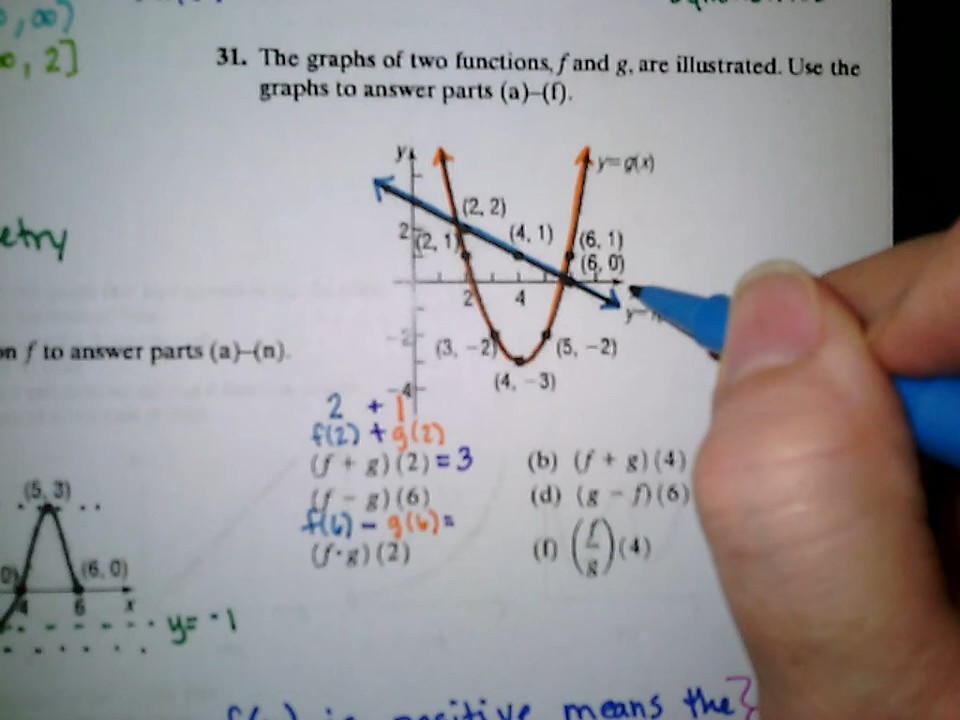 , ∞)
, 2]
31. The graphs of two functions, f and g, are illustrated. Use the
graphs to answer parts (a)–(f).
y
y=g(x)
(2, 2)
2
(2, 1)
(4, 1)
(6, 1)
(6, 0)
2
4
y=
-2
(3, -2)
(5, -2)
(4, -3)
-4
etry
on f to answer parts (a)–(n).
2 + 1
f(2) + g(2)
(f + g)(2) = 3
(b) (f + g)(4)
(f - g)(6)
(d) (g - f)(6)
f(6) - g(6) =
(f·g)(2)
(f) (f/g)(4)
(5, 3)
0)
(6, 0)
4
6
x
y= -1
is positive means the